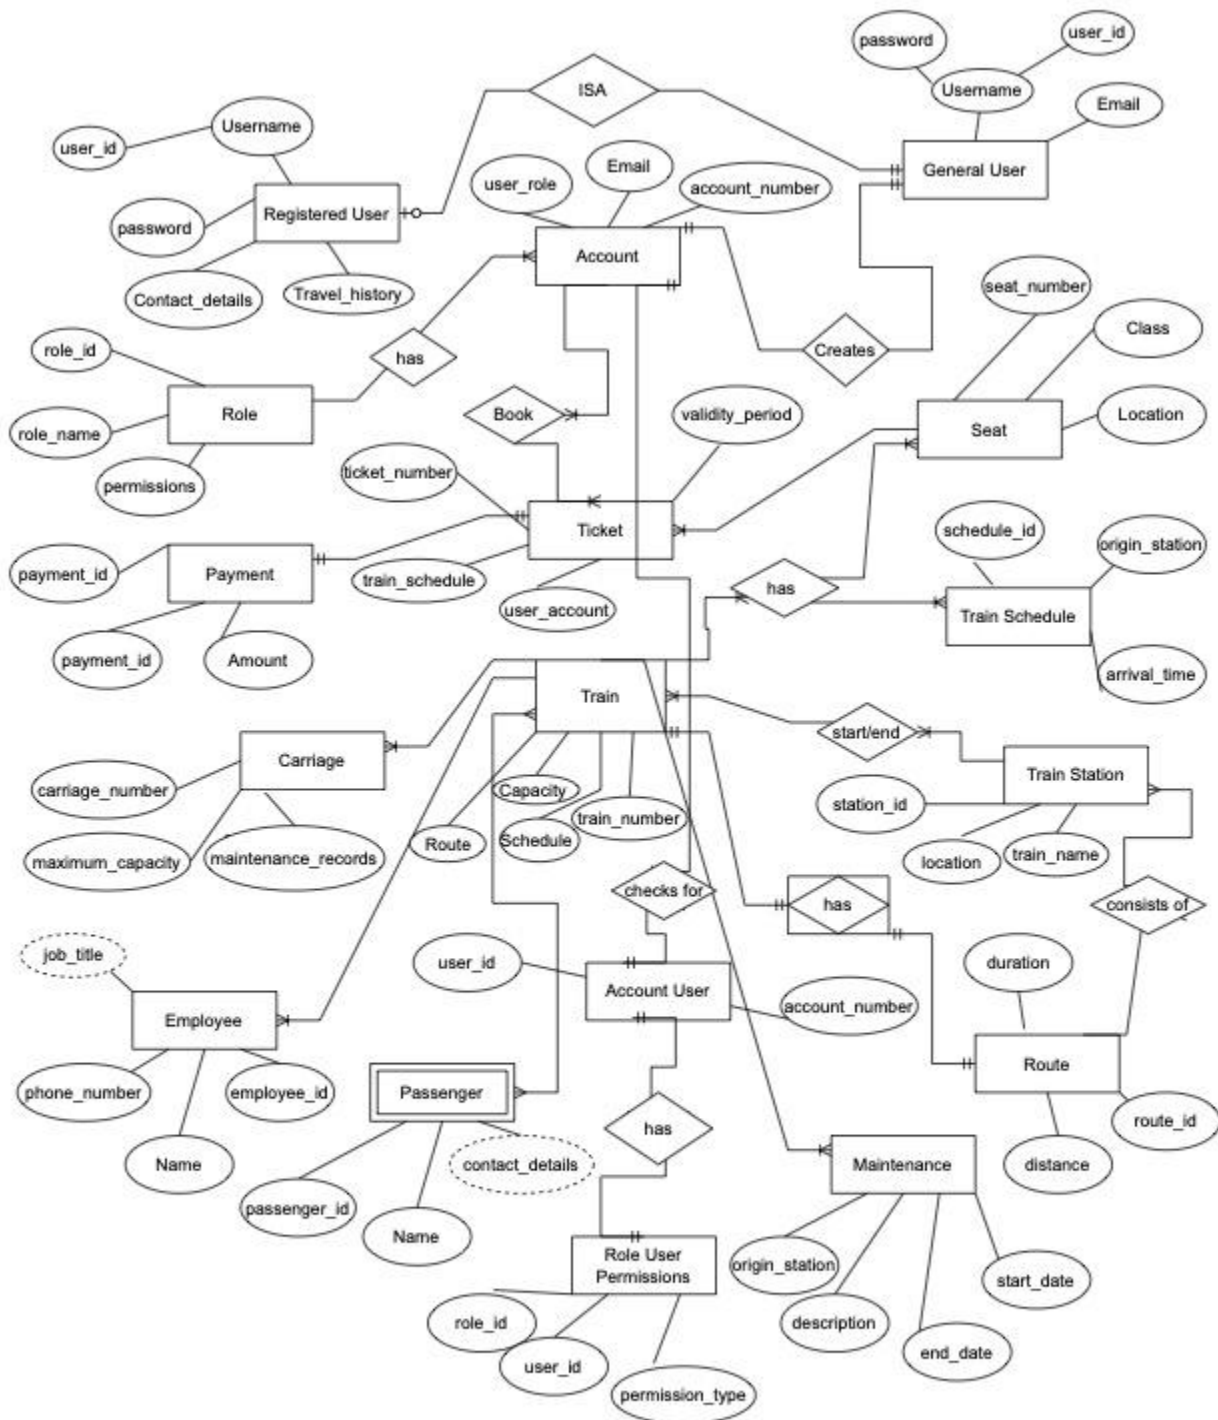 password
user_id
ISA
Username
Email
Username
user_id
Email
user_role
account_number
General User
Registered User
password
Account
Contact_details
Travel_history
seat_number
Class
role_id
has
Creates
Role
Book
validity_period
Location
Seat
role_name
ticket_number
permissions
schedule_id
Ticket
origin_station
payment_id
Payment
train_schedule
has
user_account
Train Schedule
payment_id
Amount
arrival_time
Train
start/end
Carriage
Train Station
carriage_number
Capacity
station_id
train_number
Route
Schedule
maximum_capacity
maintenance_records
location
train_name
checks for
has
consists of
job_title
user_id
duration
Account User
account_number
Employee
Route
phone_number
employee_id
Passenger
route_id
has
Name
contact_details
Maintenance
distance
passenger_id
Name
Role User
Permissions
origin_station
start_date
role_id
description
user_id
end_date
permission_type